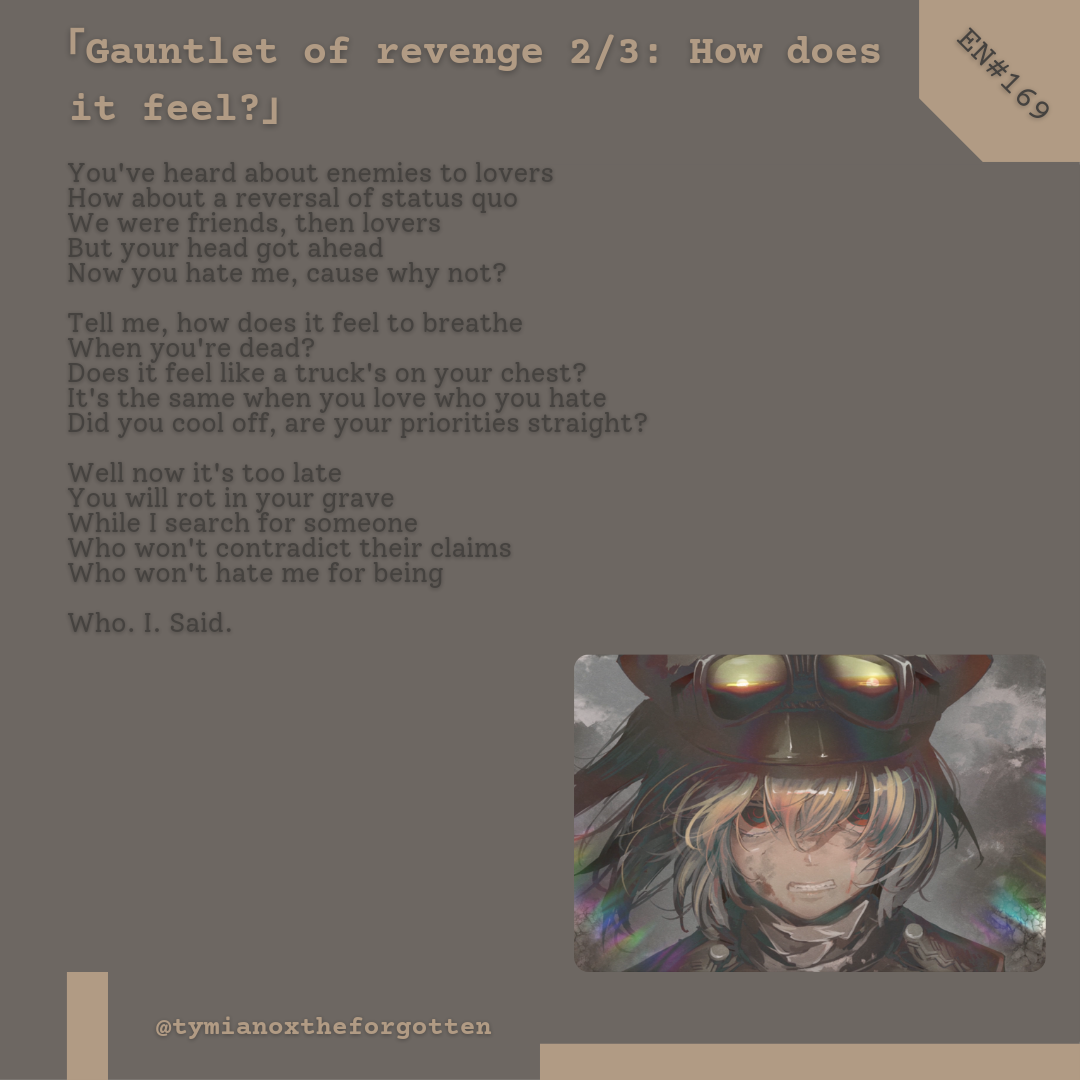 「Gauntlet of revenge 2/3: How does
it feel?」
EN#169
You've heard about enemies to lovers
How about a reversal of status quo
We were friends, then lovers
But your head got ahead
Now you hate me, cause why not?
Tell me, how does it feel to breathe
When you're dead?
Does it feel like a truck's on your chest?
It's the same when you love who you hate
Did you cool off, are your priorities straight?
Well now it's too late
You will rot in your grave
While I search for someone
Who won't contradict their claims
Who won't hate me for being
Who. I. Said.
@tymianoxtheforgotten